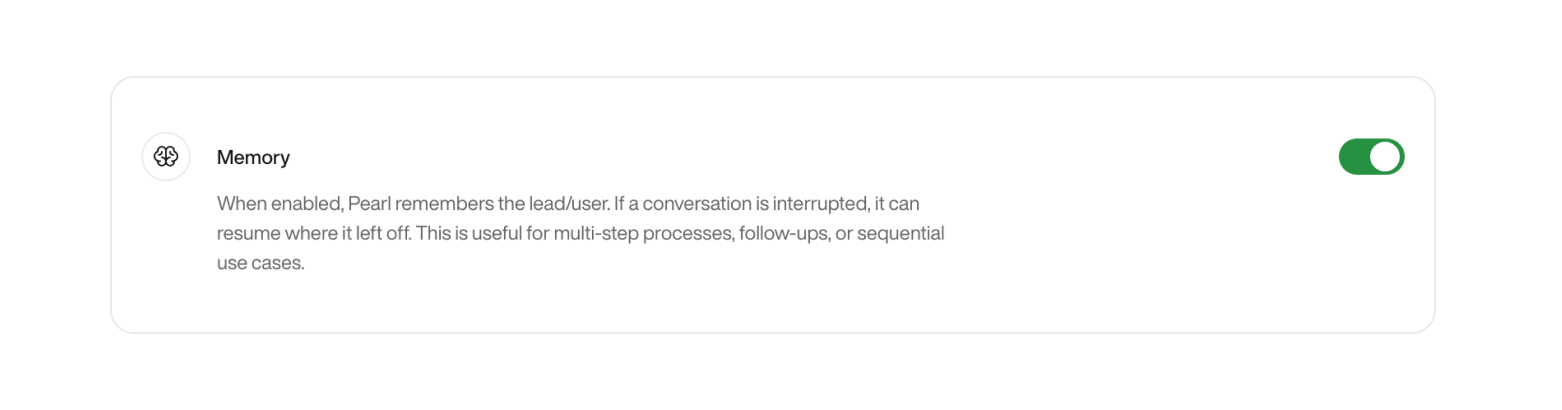 Memory
When enabled, Pearl remembers the lead/user. If a conversation is interrupted, it can
resume where it left off. This is useful for multi-step processes, follow-ups, or sequential
use cases.